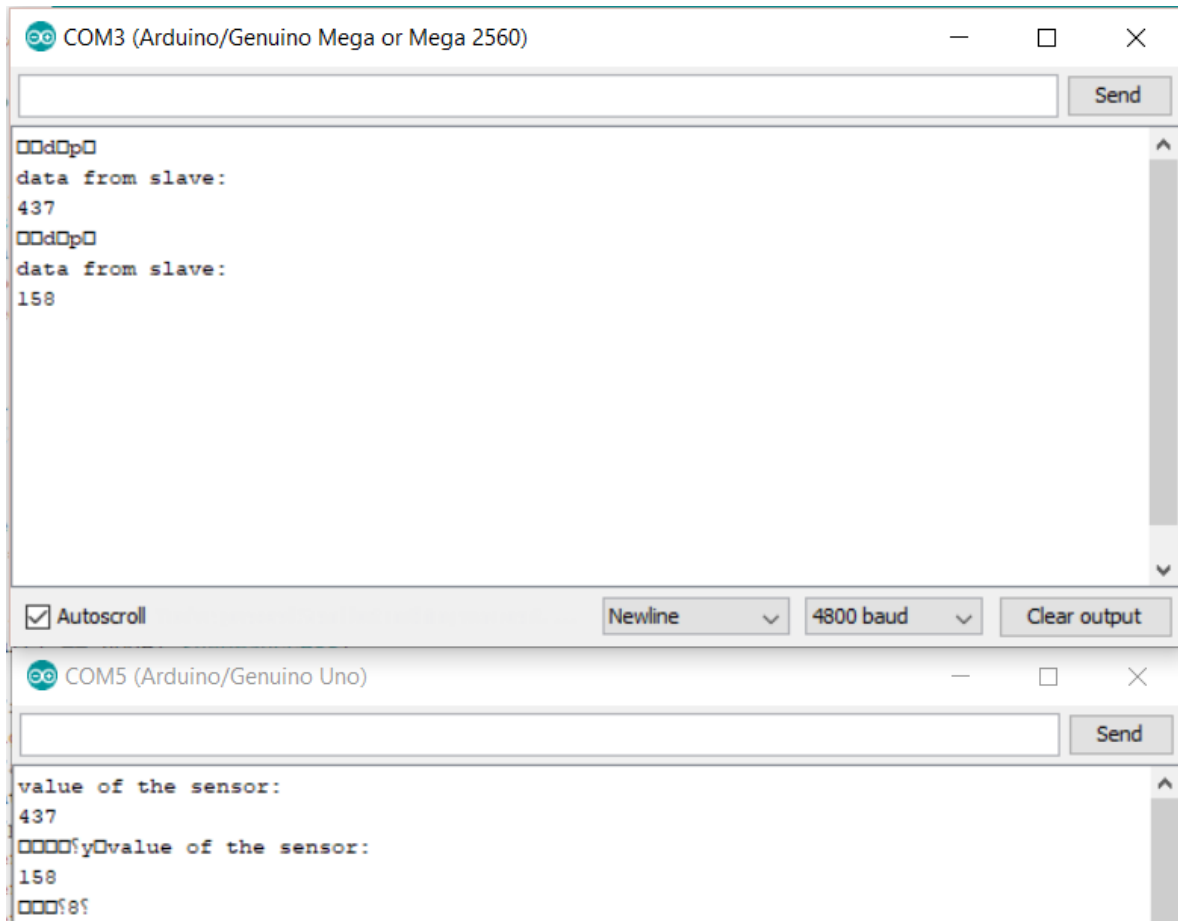 COM3 (Arduino/Genuino Mega or Mega 2560)
Send
□□d□p□
data from slave:
437
□□d□p□
data from slave:
158
Autoscroll
Newline
4800 baud
Clear output
COM5 (Arduino/Genuino Uno)
Send
value of the sensor:
437
□□□□⸮y□value of the sensor:
158
□□□⸮8⸮